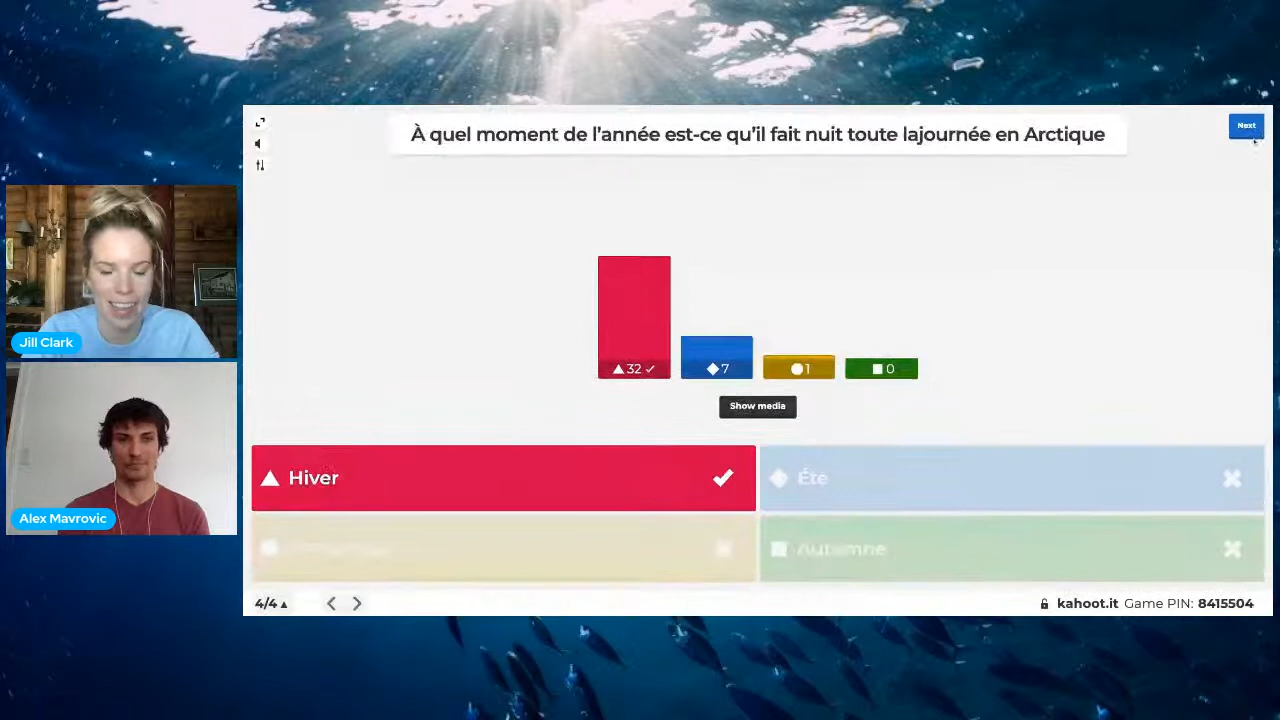 À quel moment de l'année est-ce qu'il fait nuit toute lajournée en Arctique
Next
32
7
1
0
Show media
Hiver
Éte
Automne
Jill Clark
Alex Mavrovic
4/4
kahoot.it Game PIN: 8415504